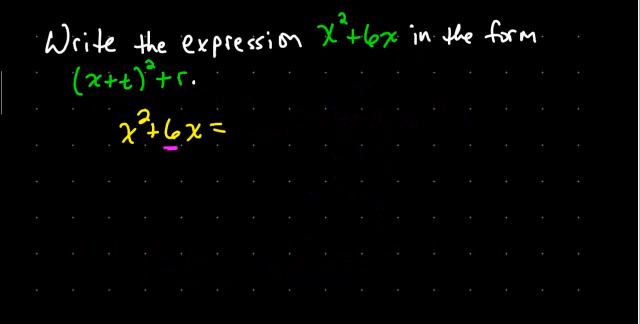 Write the expression x²+6x in the form
(x+t)²+r.
x²+6x=